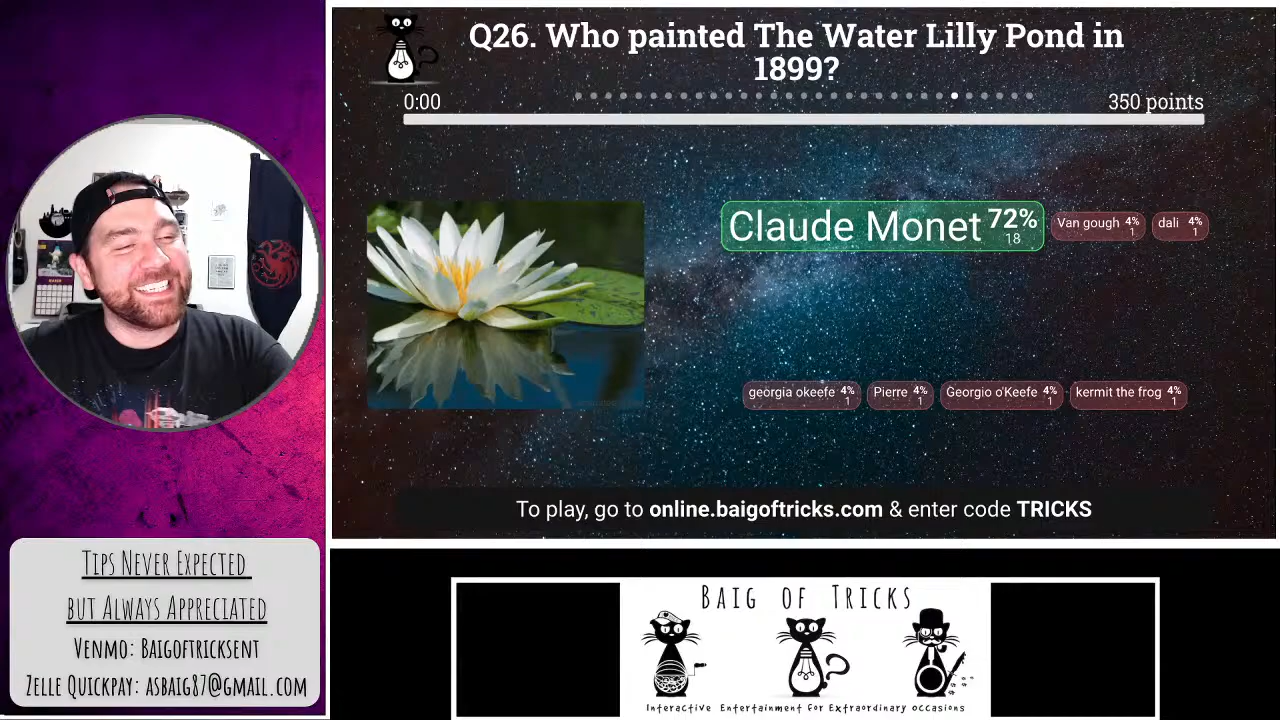 Q26. Who painted The Water Lilly Pond in
1899?
0:00
350 points
Claude Monet 72%
18
Van gough 4%
1
dali 4%
1
georgia okeefe 4%
1
Pierre 4%
1
Georgio o'Keefe 4%
1
kermit the frog 4%
1
To play, go to online.baigoftricks.com & enter code TRICKS
Tips Never Expected
but Always Appreciated
Venmo: Baigoftricksent
Zelle Quickpay: asbaig87@gmail.com
Baig of Tricks
Interactive Entertainment for Extraordinary Occasions